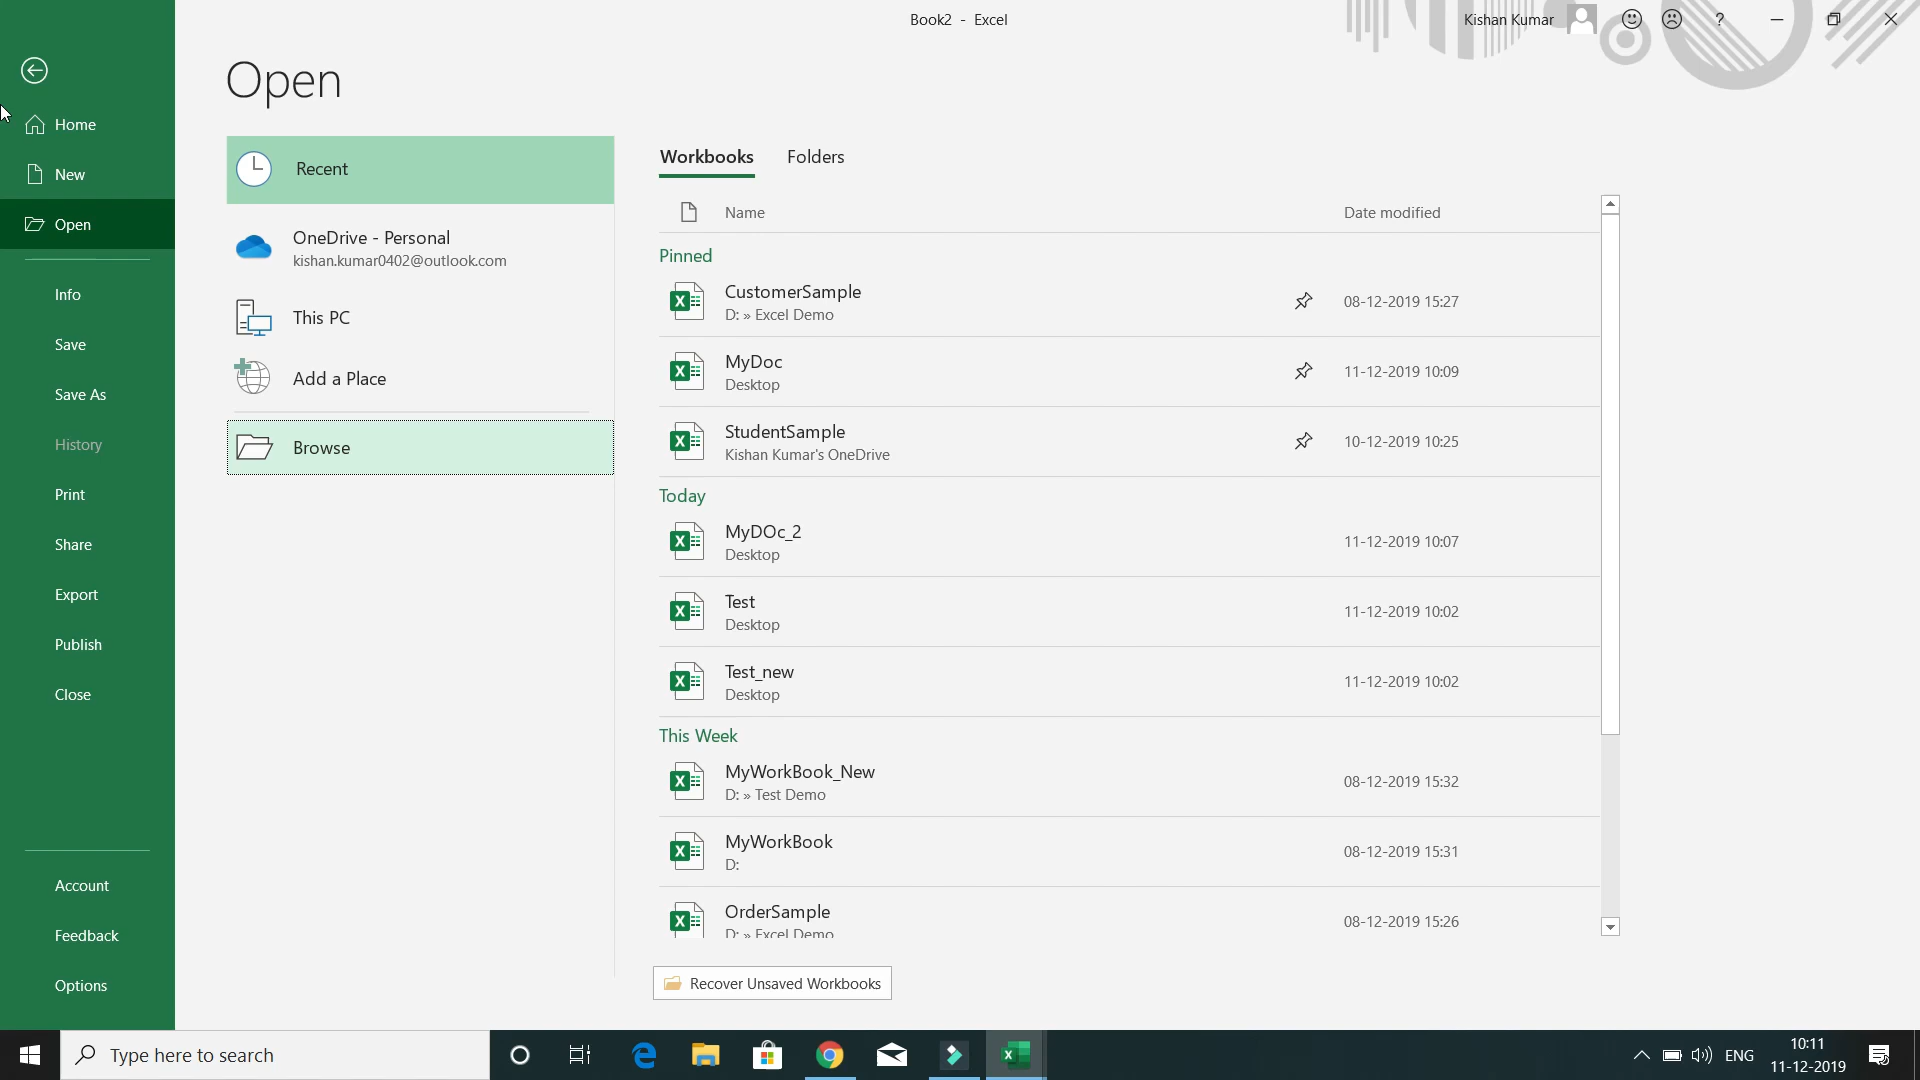 Book2 - Excel
Kishan Kumar
?
Home
New
Open
Info
Save
Save As
History
Print
Share
Export
Publish
Close
Account
Feedback
Options
Open
Recent
OneDrive - Personal
kishan.kumar0402@outlook.com
This PC
Add a Place
Browse
Workbooks Folders
Name Date modified
Pinned
CustomerSample
D: » Excel Demo
08-12-2019 15:27
MyDoc
Desktop
11-12-2019 10:09
StudentSample
Kishan Kumar's OneDrive
10-12-2019 10:25
Today
MyDOc_2
Desktop
11-12-2019 10:07
Test
Desktop
11-12-2019 10:02
Test_new
Desktop
11-12-2019 10:02
This Week
MyWorkBook_New
D: » Test Demo
08-12-2019 15:32
MyWorkBook
D:
08-12-2019 15:31
OrderSample
D: » Excel Demo
08-12-2019 15:26
Recover Unsaved Workbooks
Type here to search
ENG
10:11
11-12-2019